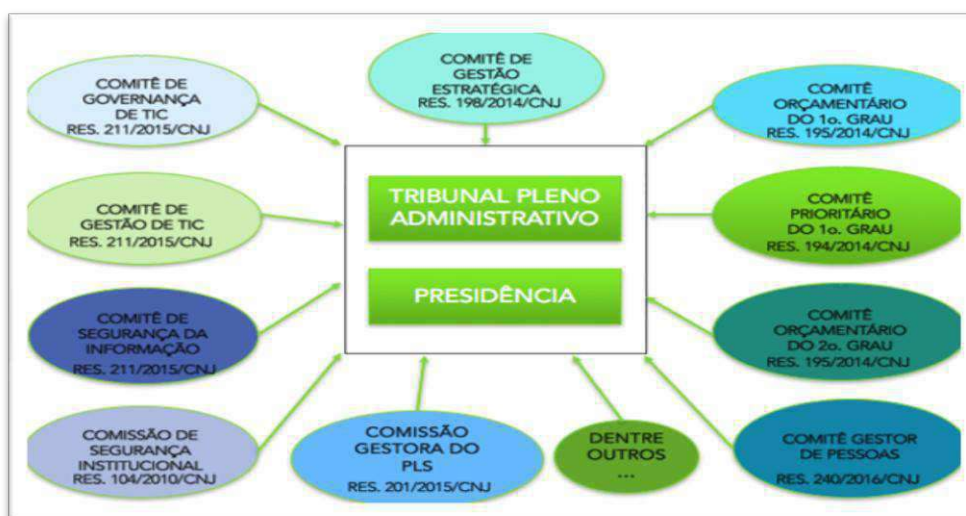 COMITÊ DE
GOVERNANÇA
DE TIC
RES. 211/2015/CNJ
COMITÊ DE
GESTÃO
ESTRATÉGICA
RES. 198/2014/CNJ
COMITÊ
ORÇAMENTÁRIO
DO 1o. GRAU
RES. 195/2014/CNJ
COMITÊ DE
GESTÃO DE TIC
RES. 211/2015/CNJ
TRIBUNAL PLENO
ADMINISTRATIVO
COMITÊ
PRIORITÁRIO
DO 1o. GRAU
RES. 194/2014/CNJ
COMITÊ DE
SEGURANÇA DA
INFORMAÇÃO
RES. 211/2015/CNJ
PRESIDÊNCIA
COMITÊ
ORÇAMENTÁRIO
DO 2o. GRAU
RES. 195/2014/CNJ
COMISSÃO DE
SEGURANÇA
INSTITUCIONAL
RES. 104/2010/CNJ
COMISSÃO
GESTORA DO
PLS
RES. 201/2015/CNJ
DENTRE
OUTROS
...
COMITÊ GESTOR
DE PESSOAS
RES. 240/2016/CNJ